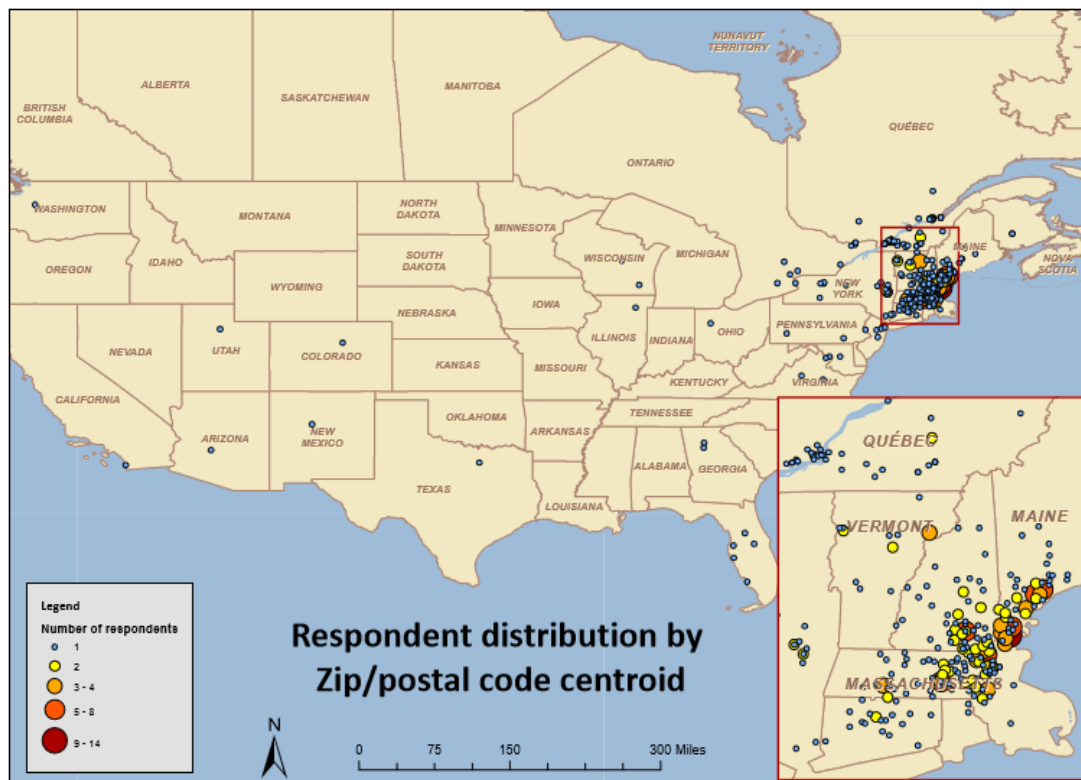 NUNAVUT
TERRITORY
ALBERTA
MANITOBA
SASKATCHEWAN
BRITISH
COLUMBIA
QUÉBEC
ONTARIO
WASHINGTON
MONTANA
NORTH
DAKOTA
MINNESOTA
MAINE
NOVA
SCOTIA
OREGON
IDAHO
SOUTH
DAKOTA
WISCONSIN
MICHIGAN
WYOMING
NEW
YORK
IOWA
NEBRASKA
PENNSYLVANIA
NEVADA
UTAH
COLORADO
ILLINOIS
INDIANA
OHIO
KANSAS
MISSOURI
VIRGINIA
KENTUCKY
CALIFORNIA
TENNESSEE
OKLAHOMA
ARKANSAS
ARIZONA
NEW
MEXICO
ALABAMA
GEORGIA
TEXAS
LOUISIANA
QUÉBEC
VERMONT
MAINE
MASSACHUSETTS
Legend
Number of respondents
1
2
3 - 4
5 - 8
9 - 14
Respondent distribution by
Zip/postal code centroid
N
0 75 150 300 Miles